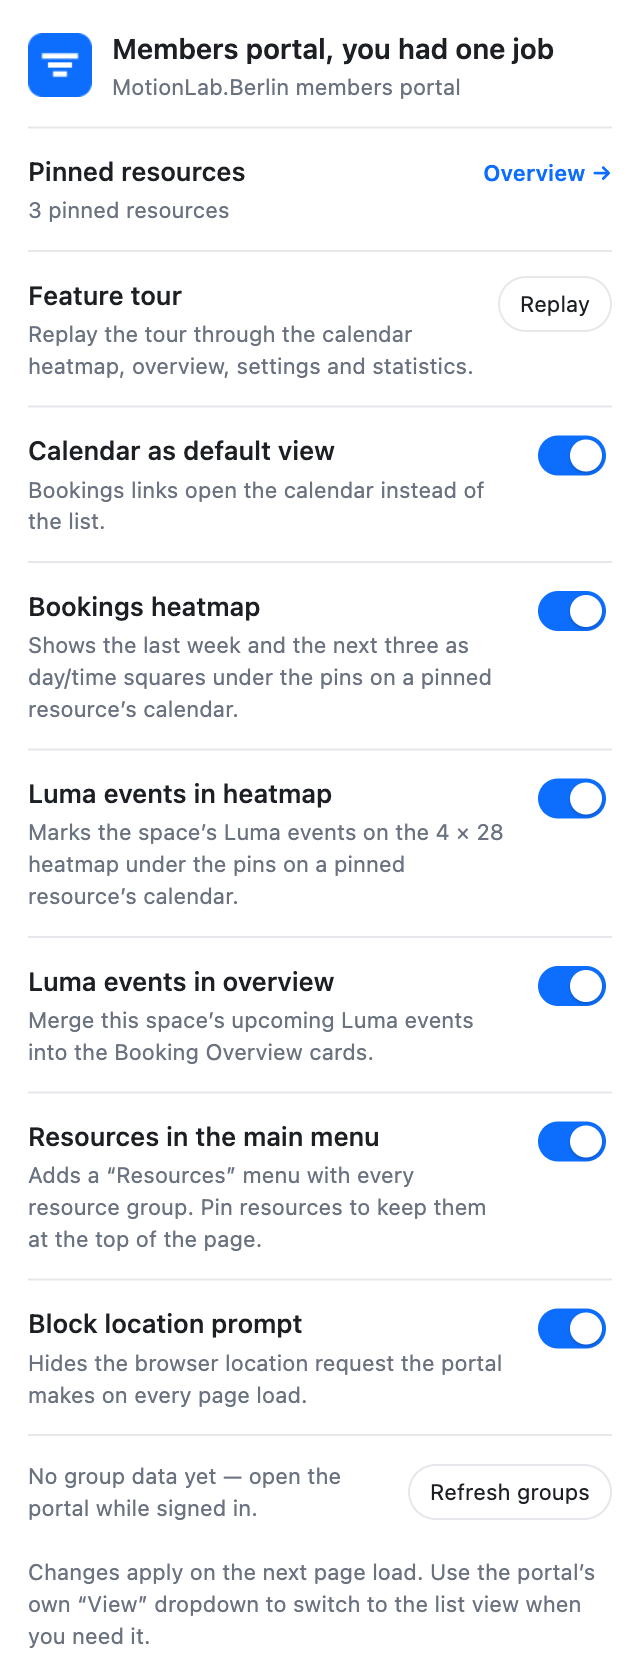 Members portal, you had one job
MotionLab.Berlin members portal
Pinned resources
Overview →
3 pinned resources
Feature tour
Replay
Replay the tour through the calendar
heatmap, overview, settings and statistics.
Calendar as default view
Bookings links open the calendar instead of
the list.
Bookings heatmap
Shows the last week and the next three as
day/time squares under the pins on a pinned
resource’s calendar.
Luma events in heatmap
Marks the space’s Luma events on the 4 × 28
heatmap under the pins on a pinned
resource’s calendar.
Luma events in overview
Merge this space’s upcoming Luma events
into the Booking Overview cards.
Resources in the main menu
Adds a “Resources” menu with every
resource group. Pin resources to keep them
at the top of the page.
Block location prompt
Hides the browser location request the portal
makes on every page load.
No group data yet — open the
portal while signed in.
Refresh groups
Changes apply on the next page load. Use the portal’s
own “View” dropdown to switch to the list view when
you need it.